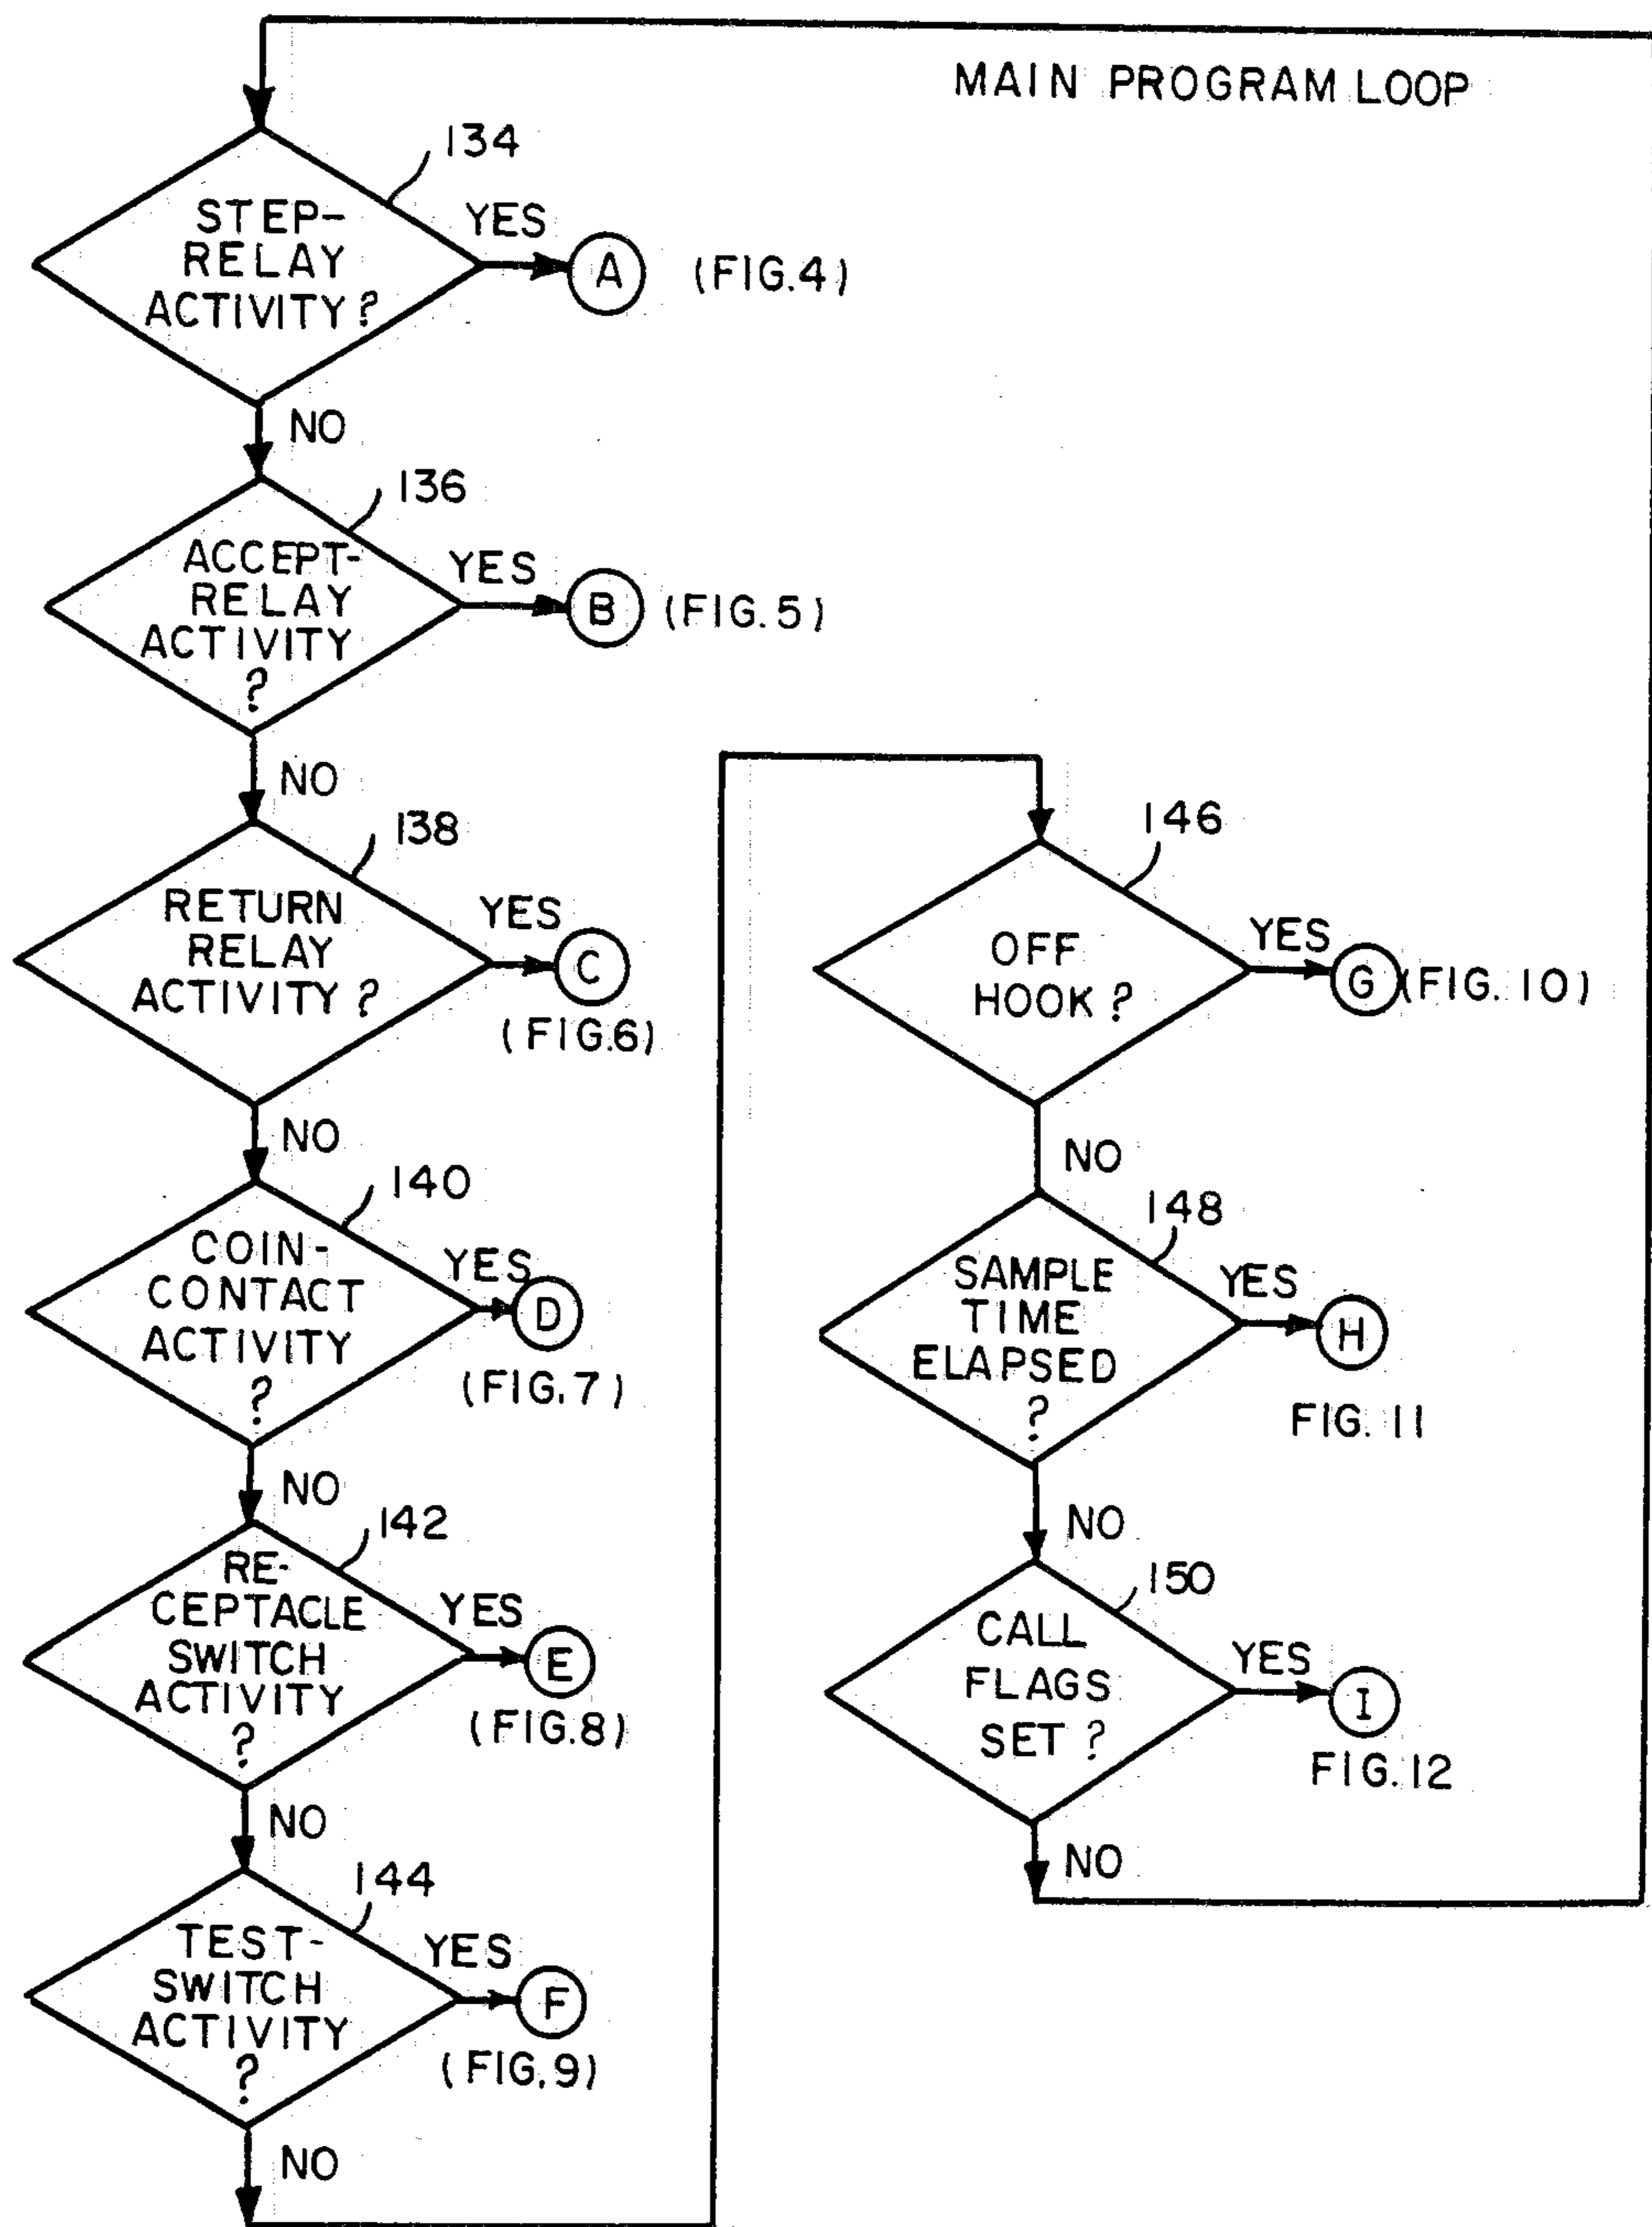 MAIN PROGRAM LOOP
134
STEP-
RELAY
ACTIVITY?
YES
A
(FIG.4)
NO
136
ACCEPT-
RELAY
ACTIVITY
?
YES
B
(FIG.5)
NO
138
RETURN
RELAY
ACTIVITY?
YES
C
(FIG.6)
NO
140
COIN-
CONTACT
ACTIVITY
?
YES
D
(FIG.7)
NO
142
RE-
CEPTACLE
SWITCH
ACTIVITY
?
YES
E
(FIG.8)
NO
144
TEST-
SWITCH
ACTIVITY
?
YES
F
(FIG.9)
NO
146
OFF
HOOK?
YES
G
(FIG. 10)
NO
148
SAMPLE
TIME
ELAPSED
?
YES
H
FIG. 11
NO
150
CALL
FLAGS
SET?
YES
I
FIG. 12
NO